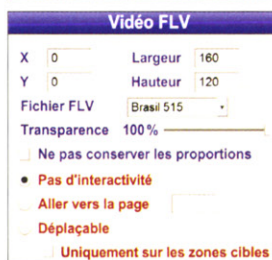 Vidéo FLV
X 0 Largeur 160
Y 0 Hauteur 120
Fichier FLV Brasil 515
Transparence 100 %
Ne pas conserver les proportions
Pas d'interactivité
Aller vers la page
Déplaçable
Uniquement sur les zones cibles